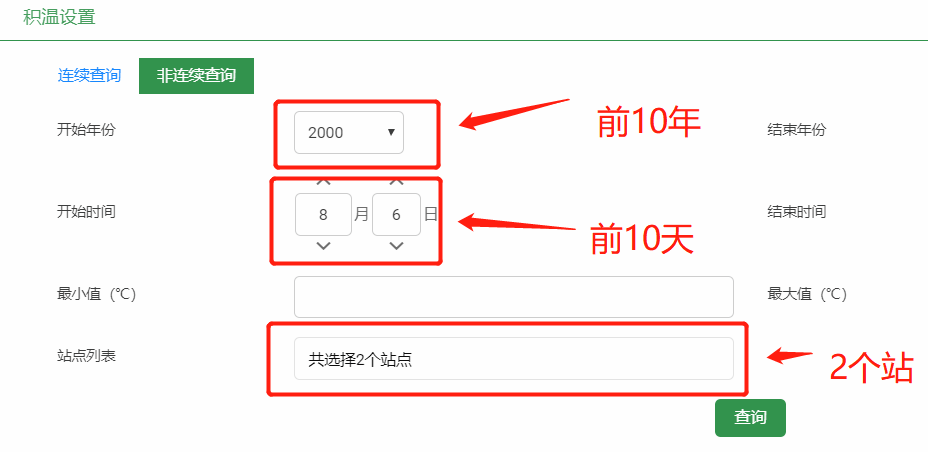 积温设置
连续查询 非连续查询
开始年份 2000 前10年 结束年份
开始时间 8 月 6 日 前10天 结束时间
最小值（℃） 最大值（℃）
站点列表 共选择2个站点 2个站
查询